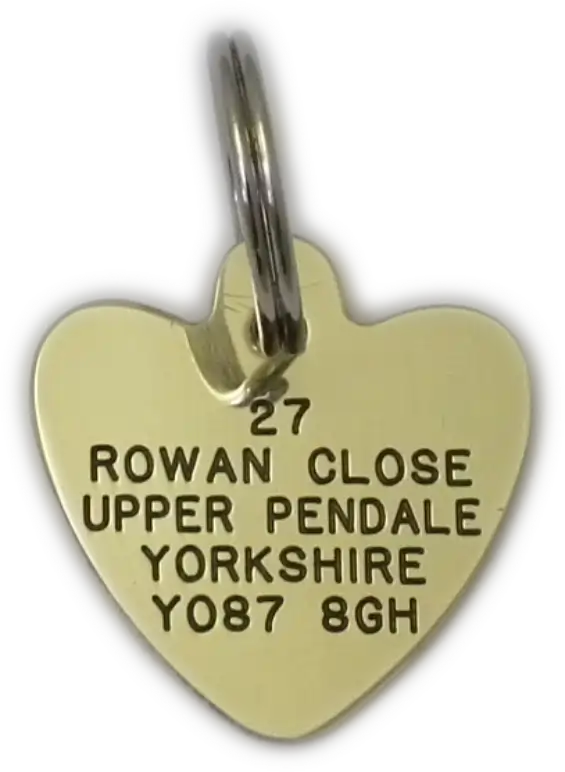 27
ROWAN CLOSE
UPPER PENDALE
YORKSHIRE
YO87 8GH